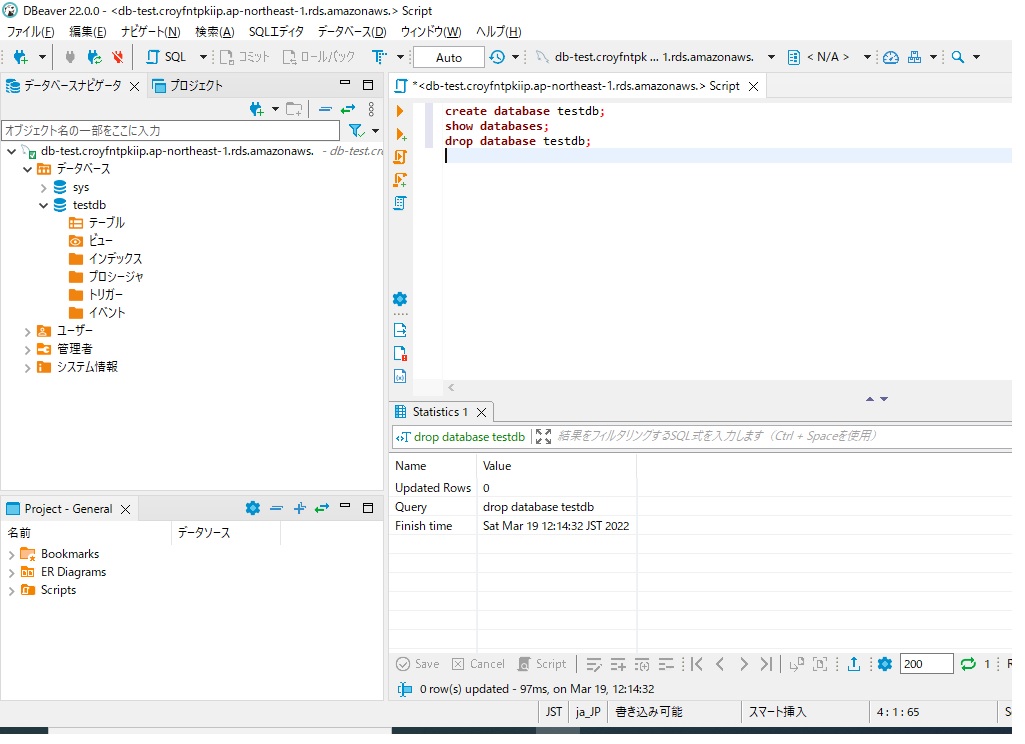 DBeaver 22.0.0 - <db-test.croyfntpkiip.ap-northeast-1.rds.amazonaws.> Script
ファイル(F) 編集(E) ナビゲート(N) 検索(A) SQLエディタ データベース(D) ウィンドウ(W) ヘルプ(H)
SQL コミット ロールバック T Auto db-test.croyfntpk ... 1.rds.amazonaws. < N/A >
データベースナビゲータ プロジェクト
*<db-test.croyfntpkiip.ap-northeast-1.rds.amazonaws.> Script
オブジェクト名の一部をここに入力
db-test.croyfntpkiip.ap-northeast-1.rds.amazonaws. - db-test.cr
データベース
sys
testdb
テーブル
ビュー
インデックス
プロシージャ
トリガー
イベント
ユーザー
管理者
システム情報
create database testdb;
show databases;
drop database testdb;
Statistics 1
drop database testdb 結果をフィルタリングするSQL式を入力します (Ctrl + Spaceを使用)
Name Value
Updated Rows 0
Query drop database testdb
Finish time Sat Mar 19 12:14:32 JST 2022
Project - General
名前 データソース
Bookmarks
ER Diagrams
Scripts
Save Cancel Script 200 1
0 row(s) updated - 97ms, on Mar 19, 12:14:32
JST ja_JP 書き込み可能 スマート挿入 4 : 1 : 65